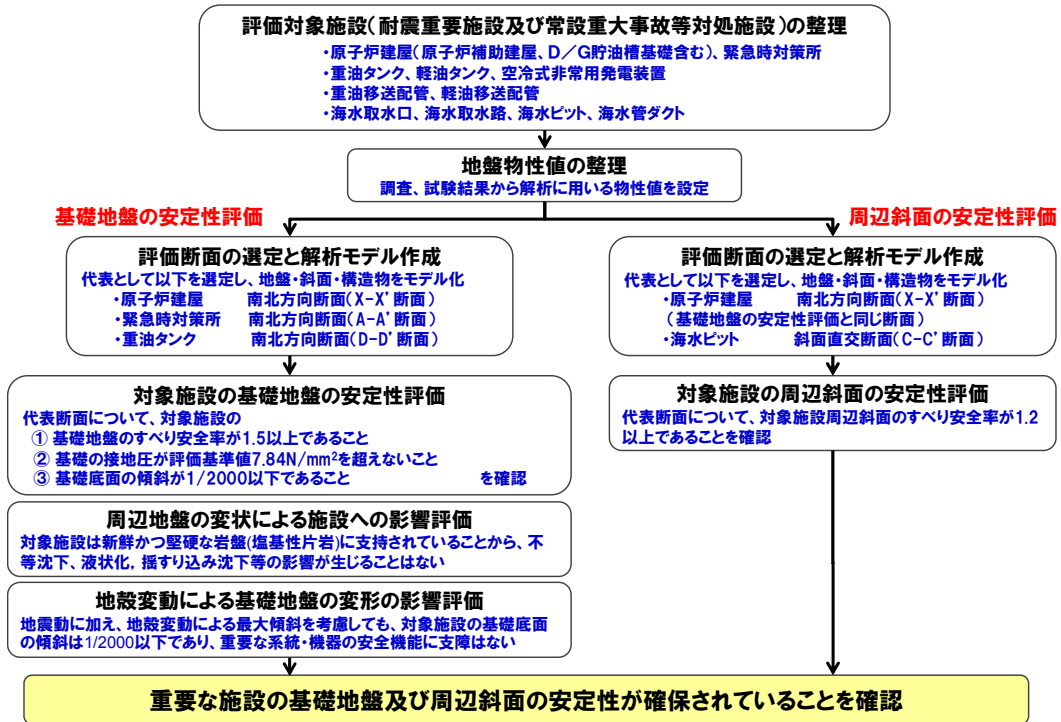 評価対象施設(耐震重要施設及び常設重大事故等対処施設)の整理
・原子炉建屋(原子炉補助建屋、D/G貯油槽基礎含む)、緊急時対策所
・重油タンク、軽油タンク、空冷式非常用発電装置
・重油移送配管、軽油移送配管
・海水取水口、海水取水路、海水ピット、海水管ダクト
地盤物性値の整理
調査、試験結果から解析に用いる物性値を設定
基礎地盤の安定性評価
評価断面の選定と解析モデル作成
代表として以下を選定し、地盤・斜面・構造物をモデル化
・原子炉建屋 南北方向断面(X-X'断面)
・緊急時対策所 南北方向断面(A-A'断面)
・重油タンク 南北方向断面(D-D'断面)
対象施設の基礎地盤の安定性評価
代表断面について、対象施設の
① 基礎地盤のすべり安全率が1.5以上であること
② 基礎の接地圧が評価基準値7.84N/mm²を超えないこと
③ 基礎底面の傾斜が1/2000以下であること を確認
周辺地盤の変状による施設への影響評価
対象施設は新鮮かつ堅硬な岩盤(塩基性片岩)に支持されていることから、不
等沈下、液状化，揺すり込み沈下等の影響が生じることはない
地殻変動による基礎地盤の変形の影響評価
地震動に加え、地殻変動による最大傾斜を考慮しても、対象施設の基礎底面
の傾斜は1/2000以下であり、重要な系統・機器の安全機能に支障はない
周辺斜面の安定性評価
評価断面の選定と解析モデル作成
代表として以下を選定し、地盤・斜面・構造物をモデル化
・原子炉建屋 南北方向断面(X-X'断面)
(基礎地盤の安定性評価と同じ断面)
・海水ピット 斜面直交断面(C-C'断面)
対象施設の周辺斜面の安定性評価
代表断面について、対象施設周辺斜面のすべり安全率が1.2
以上であることを確認
重要な施設の基礎地盤及び周辺斜面の安定性が確保されていることを確認